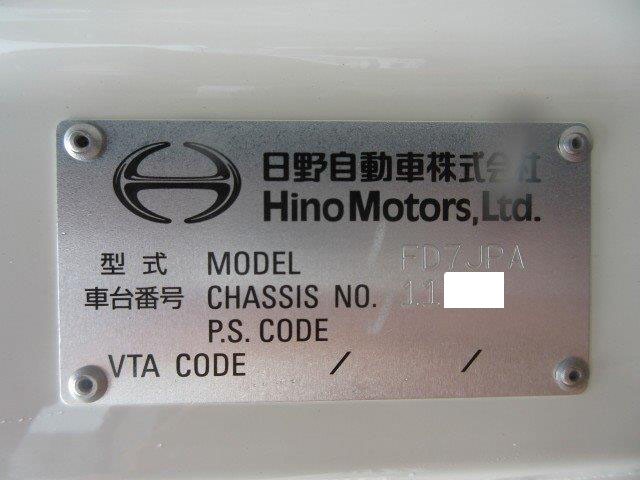 日野自動車株式会社
Hino Motors, Ltd.
型式 MODEL FD7JPA
車台番号 CHASSIS NO. 11
P.S. CODE
VTA CODE / /